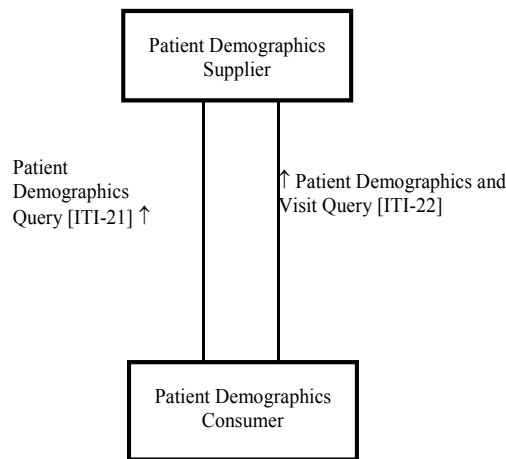 Patient Demographics
Supplier
Patient
Demographics
Query [ITI-21] ↑
↑ Patient Demographics and
Visit Query [ITI-22]
Patient Demographics
Consumer